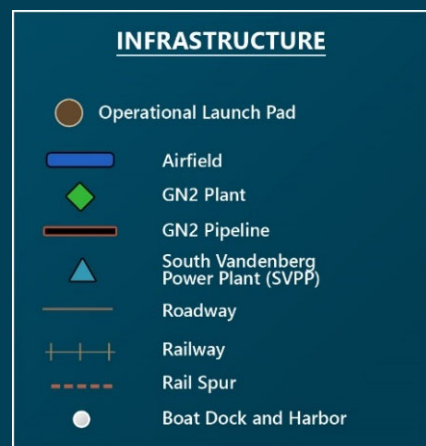 INFRASTRUCTURE
Operational Launch Pad
Airfield
GN2 Plant
GN2 Pipeline
South Vandenberg
Power Plant (SVPP)
Roadway
Railway
Rail Spur
Boat Dock and Harbor